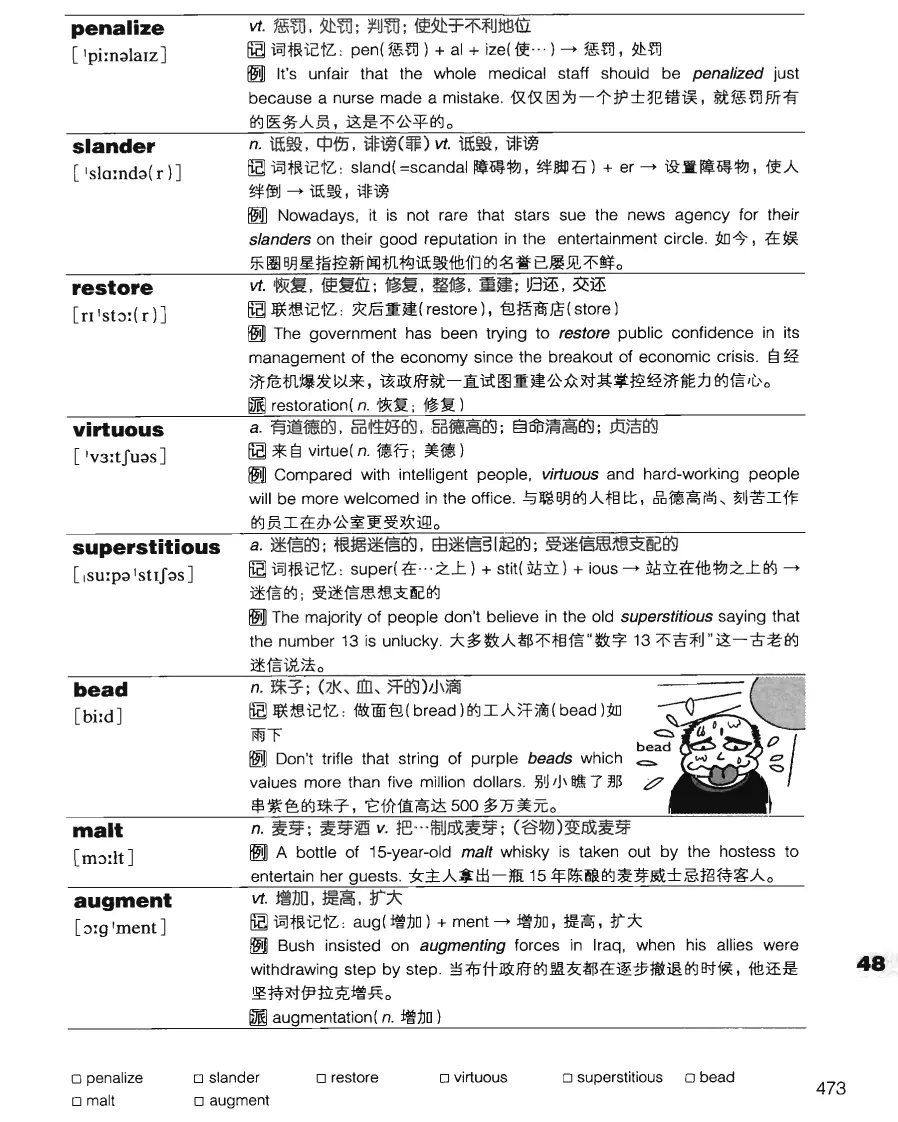 penalize vt. 惩罚，处罚；判罚；使处于不利地位
[ˈpiːnəlaɪz] 记 词根记忆：pen(惩罚) + al + ize(使…) → 惩罚，处罚
例 It's unfair that the whole medical staff should be penalized just
because a nurse made a mistake. 仅仅因为一个护士犯错误，就惩罚所有
的医务人员，这是不公平的。
slander n. 诋毁，中伤，诽谤(罪) vt. 诋毁，诽谤
[ˈslɑːndə(r)] 记 词根记忆：sland(=scandal 障碍物，绊脚石) + er → 设置障碍物，使人
绊倒 → 诋毁，诽谤
例 Nowadays, it is not rare that stars sue the news agency for their
slanders on their good reputation in the entertainment circle. 如今，在娱
乐圈明星指控新闻机构诋毁他们的名誉已屡见不鲜。
restore vt. 恢复，使复位；修复，整修，重建；归还，交还
[rɪˈstɔː(r)] 记 联想记忆：灾后重建(restore)，包括商店(store)
例 The government has been trying to restore public confidence in its
management of the economy since the breakout of economic crisis. 自经
济危机爆发以来，该政府就一直试图重建公众对其掌控经济能力的信心。
派 restoration(n. 恢复；修复)
virtuous a. 有道德的，品性好的，品德高的；自命清高的；贞洁的
[ˈvɜːtʃuəs] 记 来自 virtue(n. 德行；美德)
例 Compared with intelligent people, virtuous and hard-working people
will be more welcomed in the office. 与聪明的人相比，品德高尚、刻苦工作
的员工在办公室更受欢迎。
superstitious a. 迷信的；根据迷信的，由迷信引起的；受迷信思想支配的
[ˌsuːpəˈstɪʃəs] 记 词根记忆：super(在…之上) + stit(站立) + ious → 站立在他物之上的 →
迷信的；受迷信思想支配的
例 The majority of people don't believe in the old superstitious saying that
the number 13 is unlucky. 大多数人都不相信“数字 13 不吉利”这一古老的
迷信说法。
bead n. 珠子；(水、血、汗的)小滴
[biːd] 记 联想记忆：做面包(bread)的工人汗滴(bead)如
雨下
例 Don't trifle that string of purple beads which
values more than five million dollars. 别小瞧了那
串紫色的珠子，它价值高达 500 多万美元。
bead
malt n. 麦芽；麦芽酒 v. 把…制成麦芽；(谷物)变成麦芽
[mɔːlt] 例 A bottle of 15-year-old malt whisky is taken out by the hostess to
entertain her guests. 女主人拿出一瓶 15 年陈酿的麦芽威士忌招待客人。
augment vt. 增加，提高，扩大
[ɔːɡˈment] 记 词根记忆：aug(增加) + ment → 增加，提高，扩大
例 Bush insisted on augmenting forces in Iraq, when his allies were
withdrawing step by step. 当布什政府的盟友都在逐步撤退的时候，他还是
坚持对伊拉克增兵。
派 augmentation(n. 增加)
48
□ penalize □ slander □ restore □ virtuous □ superstitious □ bead
□ malt □ augment
473